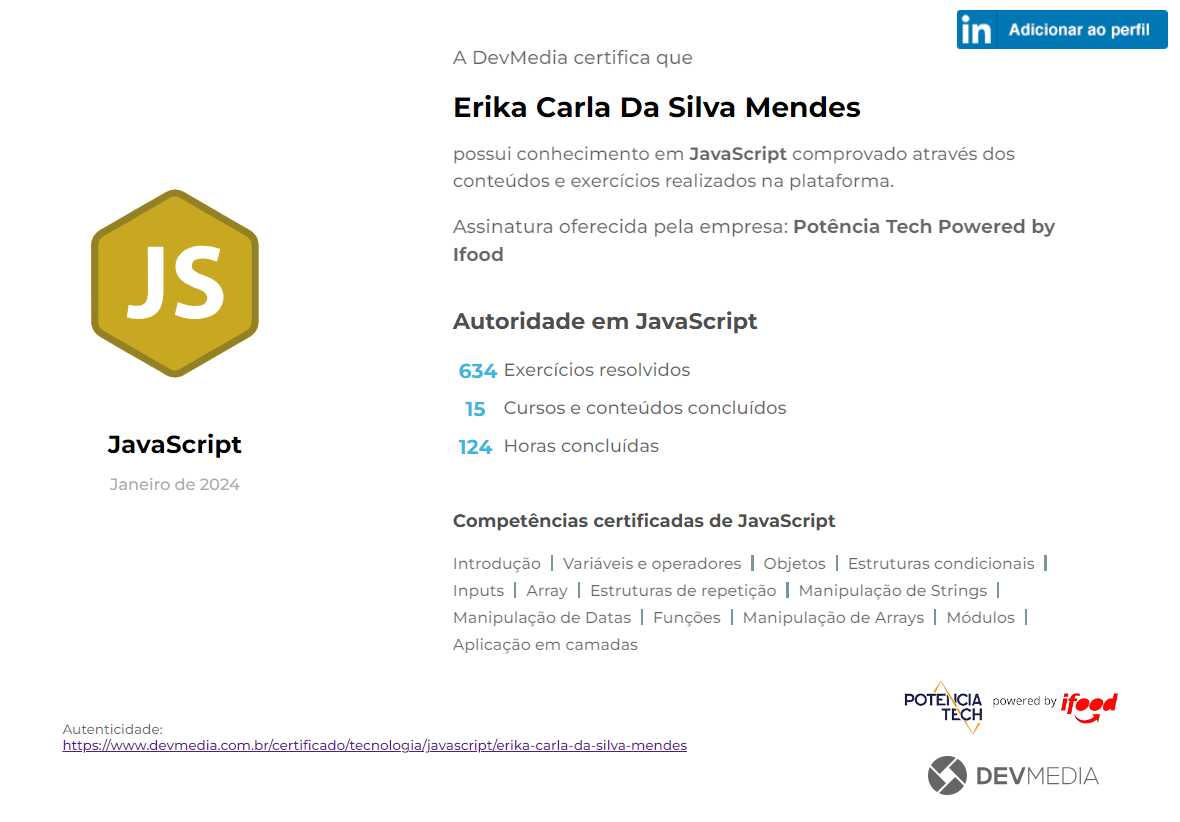 in Adicionar ao perfil
A DevMedia certifica que
Erika Carla Da Silva Mendes
possui conhecimento em JavaScript comprovado através dos
conteúdos e exercícios realizados na plataforma.
Assinatura oferecida pela empresa: Potência Tech Powered by
Ifood
JS
JavaScript
Janeiro de 2024
Autoridade em JavaScript
634 Exercícios resolvidos
15 Cursos e conteúdos concluídos
124 Horas concluídas
Competências certificadas de JavaScript
Introdução | Variáveis e operadores | Objetos | Estruturas condicionais |
Inputs | Array | Estruturas de repetição | Manipulação de Strings |
Manipulação de Datas | Funções | Manipulação de Arrays | Módulos |
Aplicação em camadas
Autenticidade:
https://www.devmedia.com.br/certificado/tecnologia/javascript/erika-carla-da-silva-mendes
POTENCIA
TECH
powered by ifood
DEVMEDIA